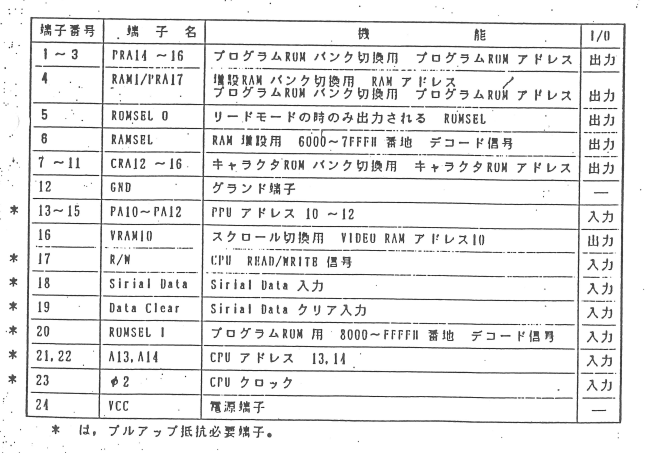 端子番号 端子名 機能 I/O
1～3 PRA14 ～16 プログラムROM バンク切換用 プログラムROM アドレス 出力
4 RAM1/PRA17 増設RAM バンク切換用 RAM アドレス
プログラムROM バンク切換用 プログラムROM アドレス 出力
5 ROMSEL 0 リードモードの時のみ出力される ROMSEL 出力
6 RAMSEL RAM 増設用 6000～7FFFH 番地 デコード信号 出力
7 ～11 CRA12 ～16 キャラクタROM バンク切換用 キャラクタROM アドレス 出力
12 GND グランド端子 —
* 13～15 PA10～PA12 PPU アドレス 10 ～12 入力
16 VRAM10 スクロール切換用 VIDEO RAM アドレス10 出力
* 17 R/W CPU READ/WRITE 信号 入力
* 18 Sirial Data Sirial Data 入力 入力
* 19 Data Clear Sirial Data クリア入力 入力
* 20 ROMSEL 1 プログラムROM 用 8000～FFFFH 番地 デコード信号 入力
* 21,22 A13,A14 CPU アドレス 13,14 入力
* 23 φ2 CPU クロック 入力
24 VCC 電源端子 —
* は，プルアップ抵抗必要端子。